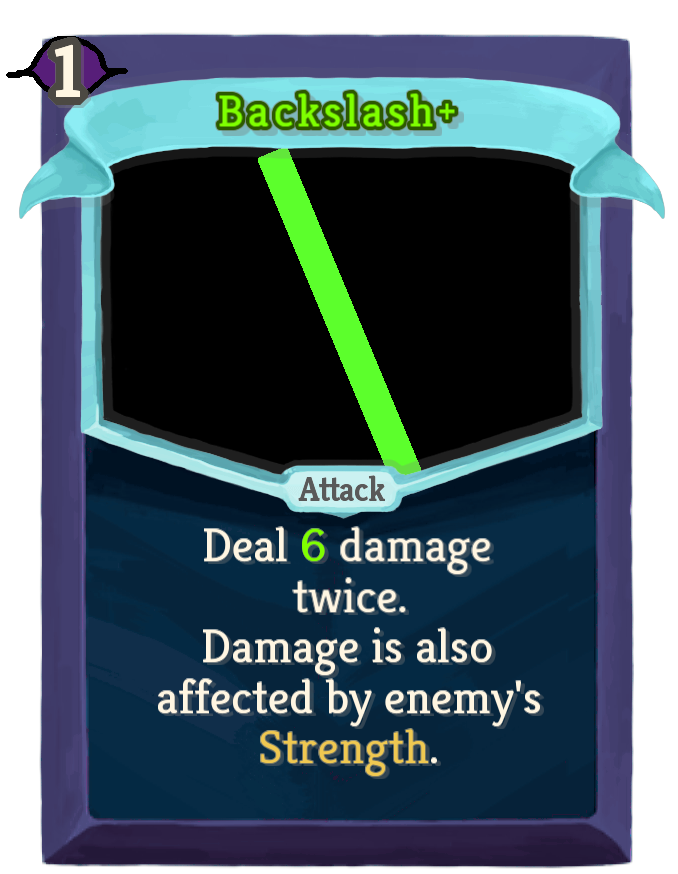 1
Backslash+
Attack
Deal 6 damage
twice.
Damage is also
affected by enemy's
Strength.